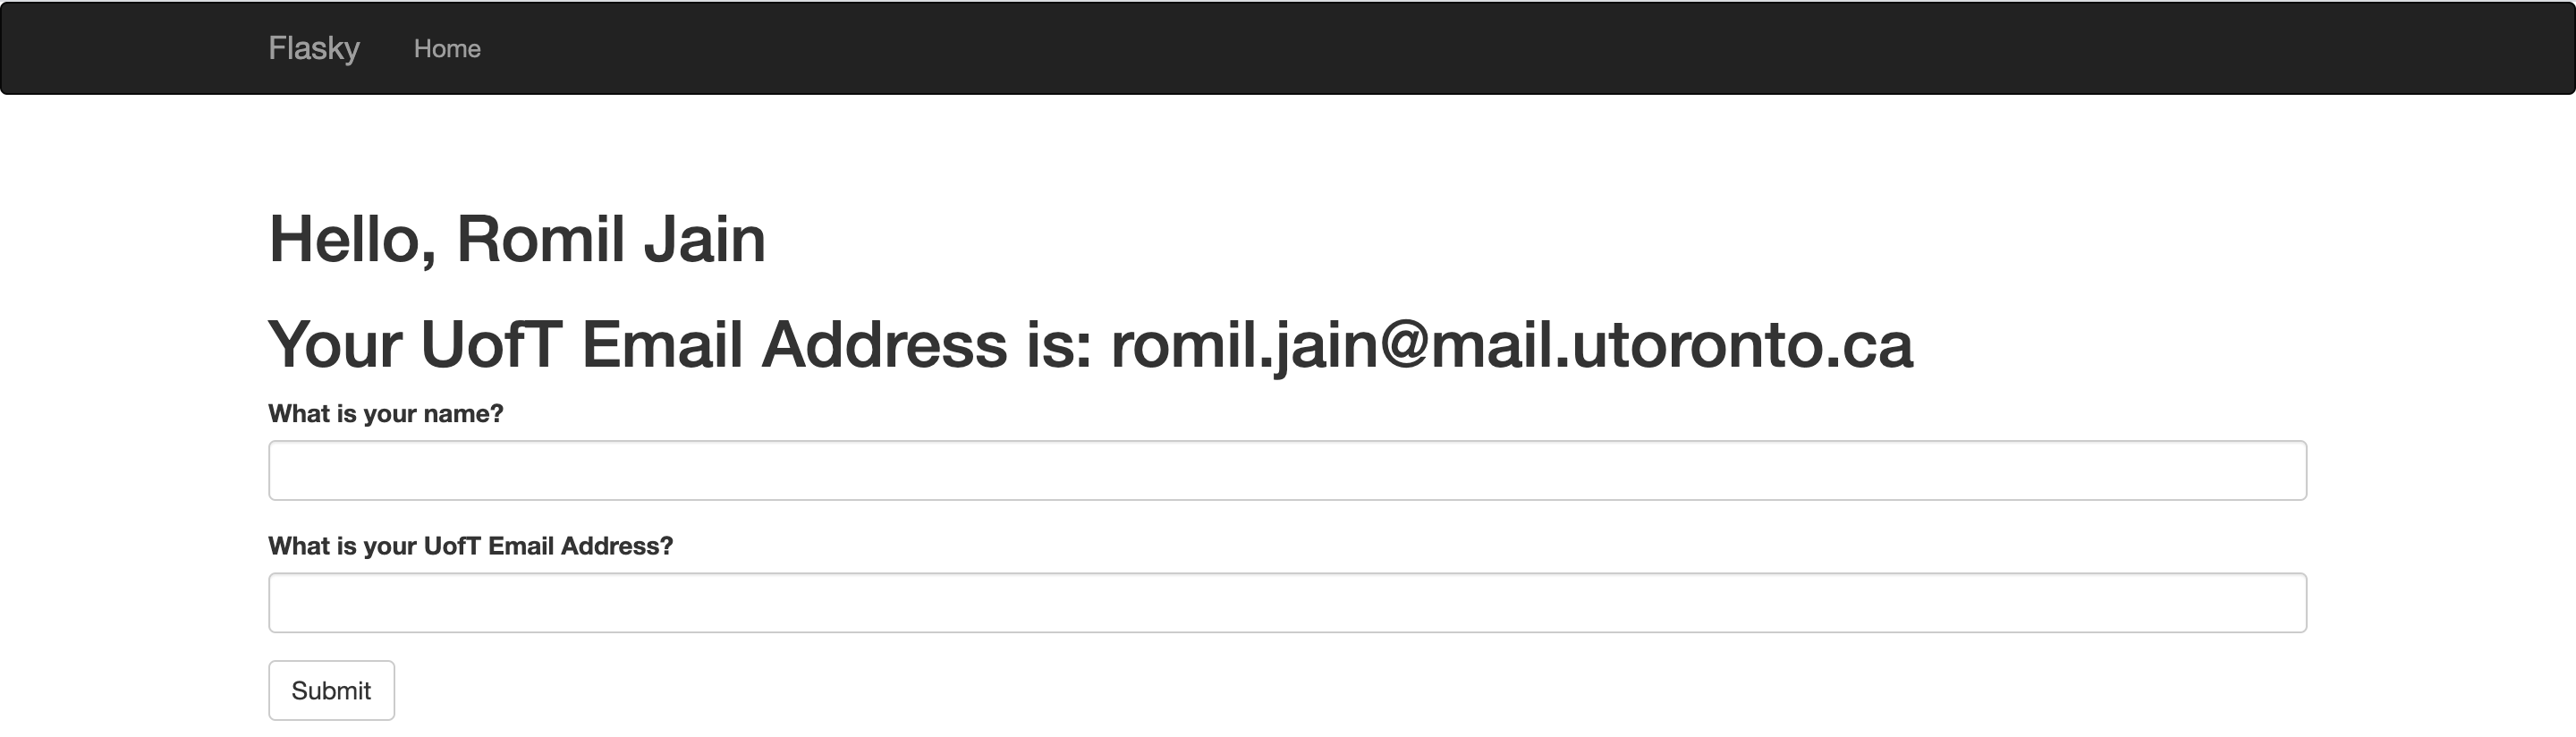 Flasky Home
Hello, Romil Jain
Your UofT Email Address is: romil.jain@mail.utoronto.ca
What is your name?
What is your UofT Email Address?
Submit